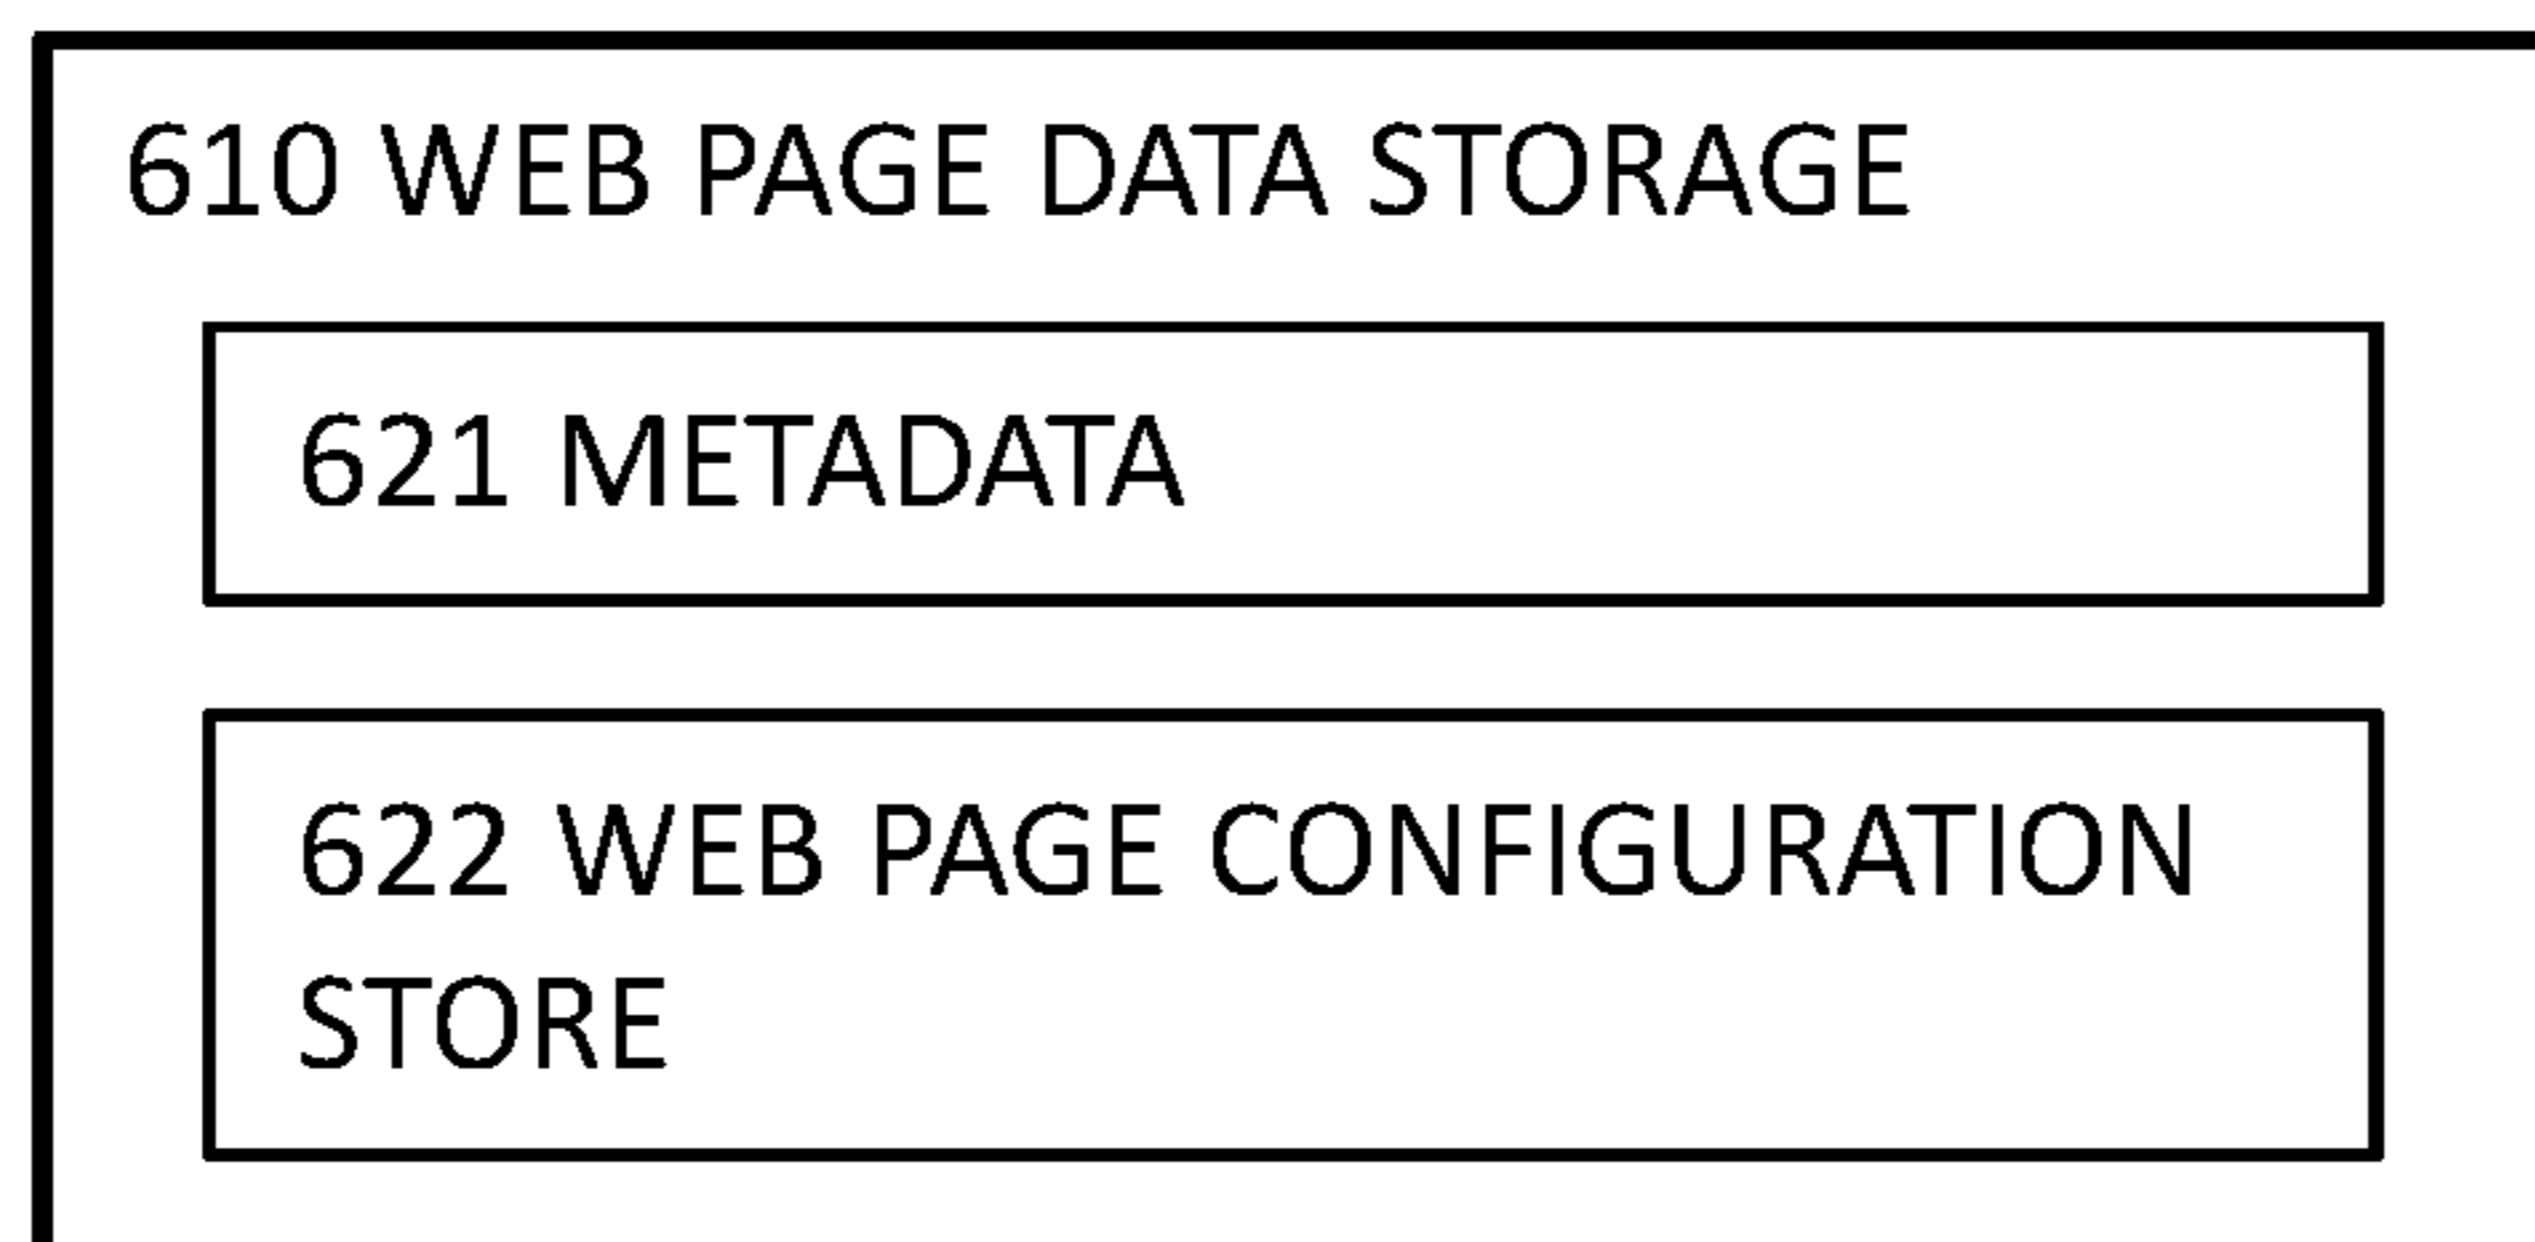 610 WEB PAGE DATA STORAGE
621 METADATA
622 WEB PAGE CONFIGURATION
STORE